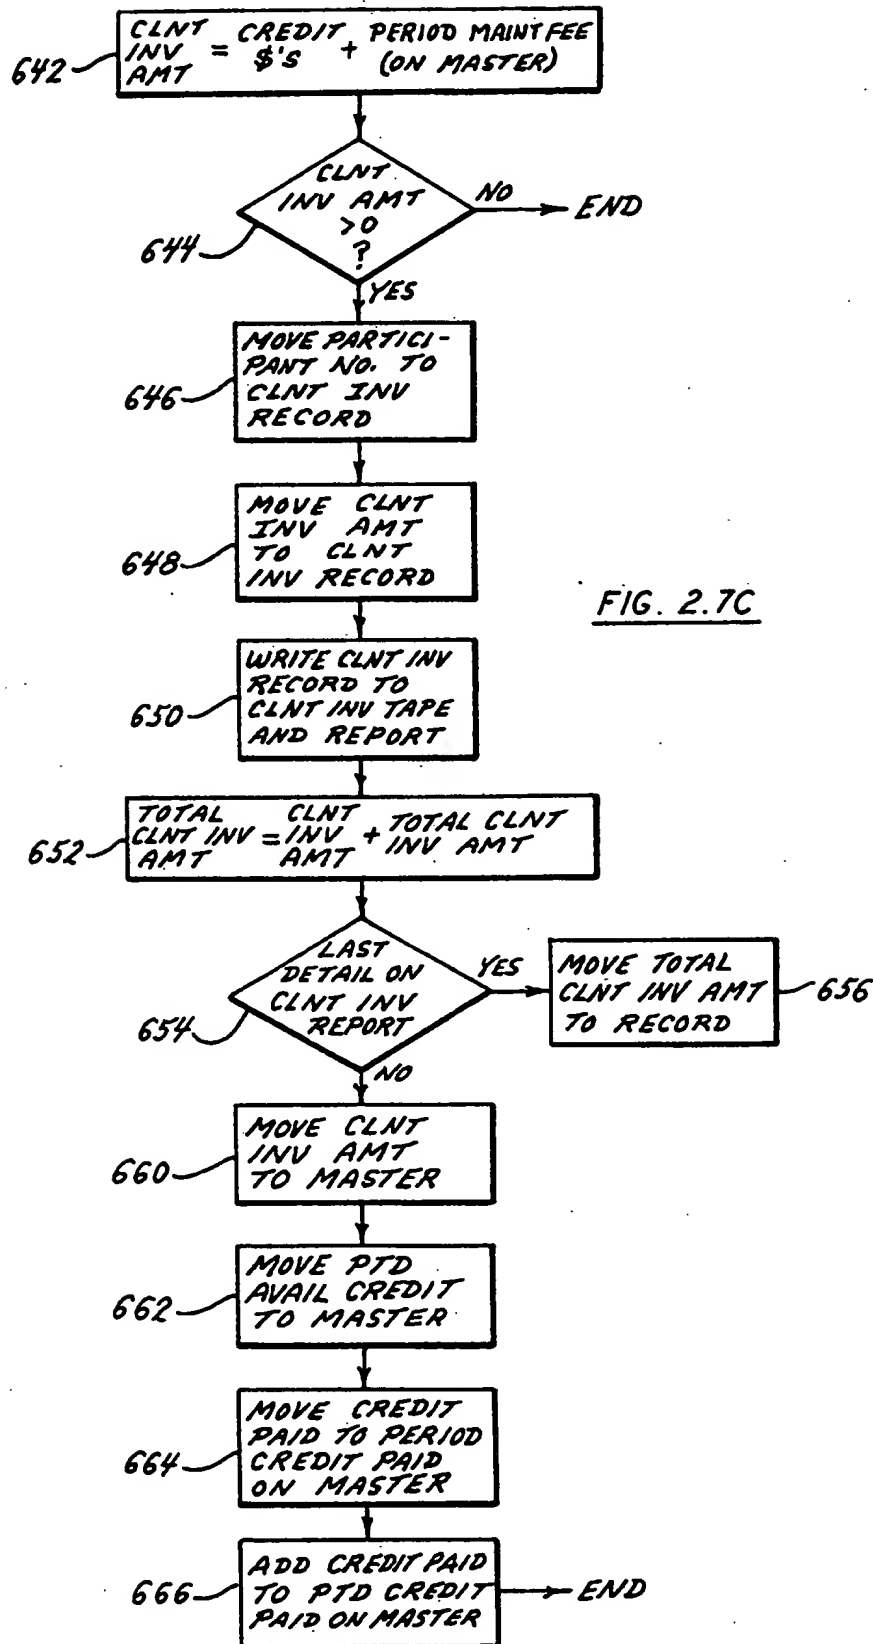 CLNT
INV
AMT
= CREDIT $'S + PERIOD MAINT FEE (ON MASTER)
642
CLNT
INV AMT
>0
?
NO
END
644
YES
MOVE PARTICI-
PANT NO. TO
CLNT INV
RECORD
646
MOVE CLNT
INV AMT
TO CLNT
INV RECORD
648
FIG. 2.7C
WRITE CLNT INV
RECORD TO
CLNT INV TAPE
AND REPORT
650
TOTAL CLNT INV AMT = CLNT INV AMT + TOTAL CLNT INV AMT
652
LAST
DETAIL ON
CLNT INV
REPORT
654
YES
MOVE TOTAL
CLNT INV AMT
TO RECORD
656
NO
MOVE CLNT
INV AMT
TO MASTER
660
MOVE PTD
AVAIL CREDIT
TO MASTER
662
MOVE CREDIT
PAID TO PERIOD
CREDIT PAID
ON MASTER
664
ADD CREDIT PAID
TO PTD CREDIT
PAID ON MASTER
666
END